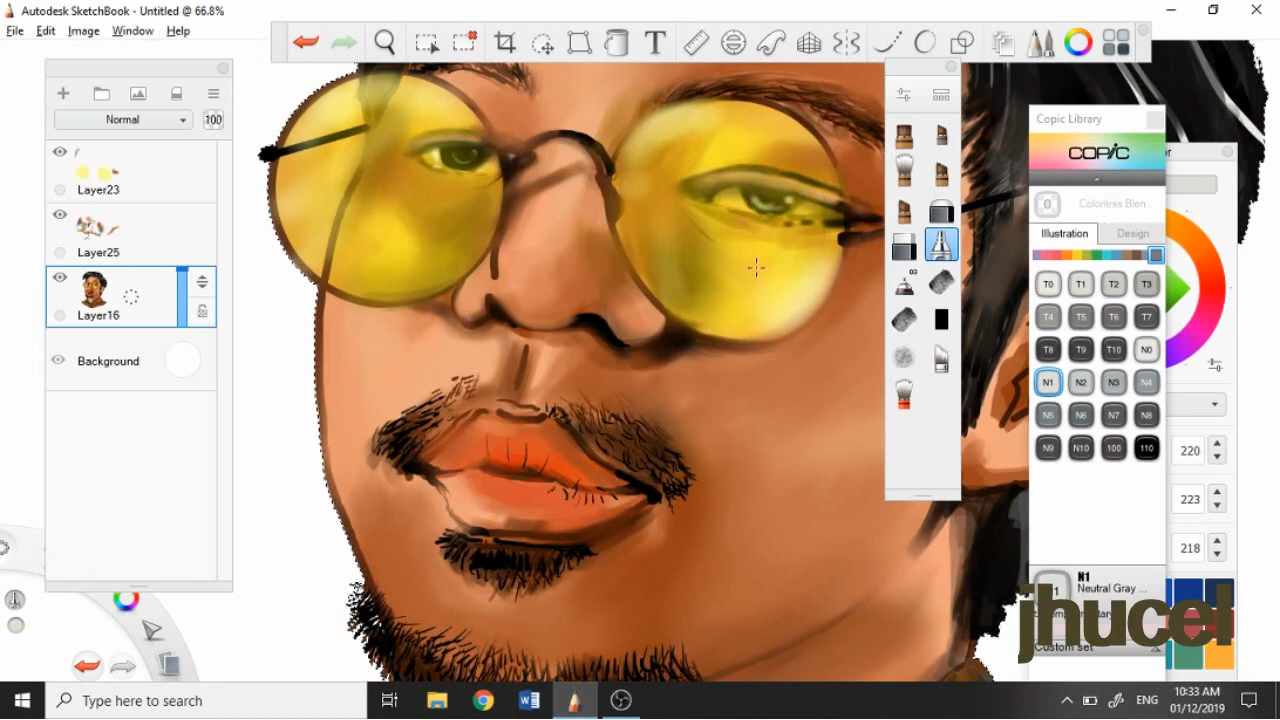 Autodesk SketchBook - Untitled @ 66.8%
File Edit Image Window Help
Normal 100
Layer23
Layer25
Layer16
Background
Copic Library
COPIC
0 Colorless Blen...
Illustration Design
T0 T1 T2 T3
T4 T5 T6 T7
T8 T9 T10 N0
N1 N2 N3 N4
N5 N6 N7 N8
N9 N10 100 110
220
223
218
N1
Neutral Gray ...
jhucel
Custom set
Type here to search
ENG
10:33 AM
01/12/2019